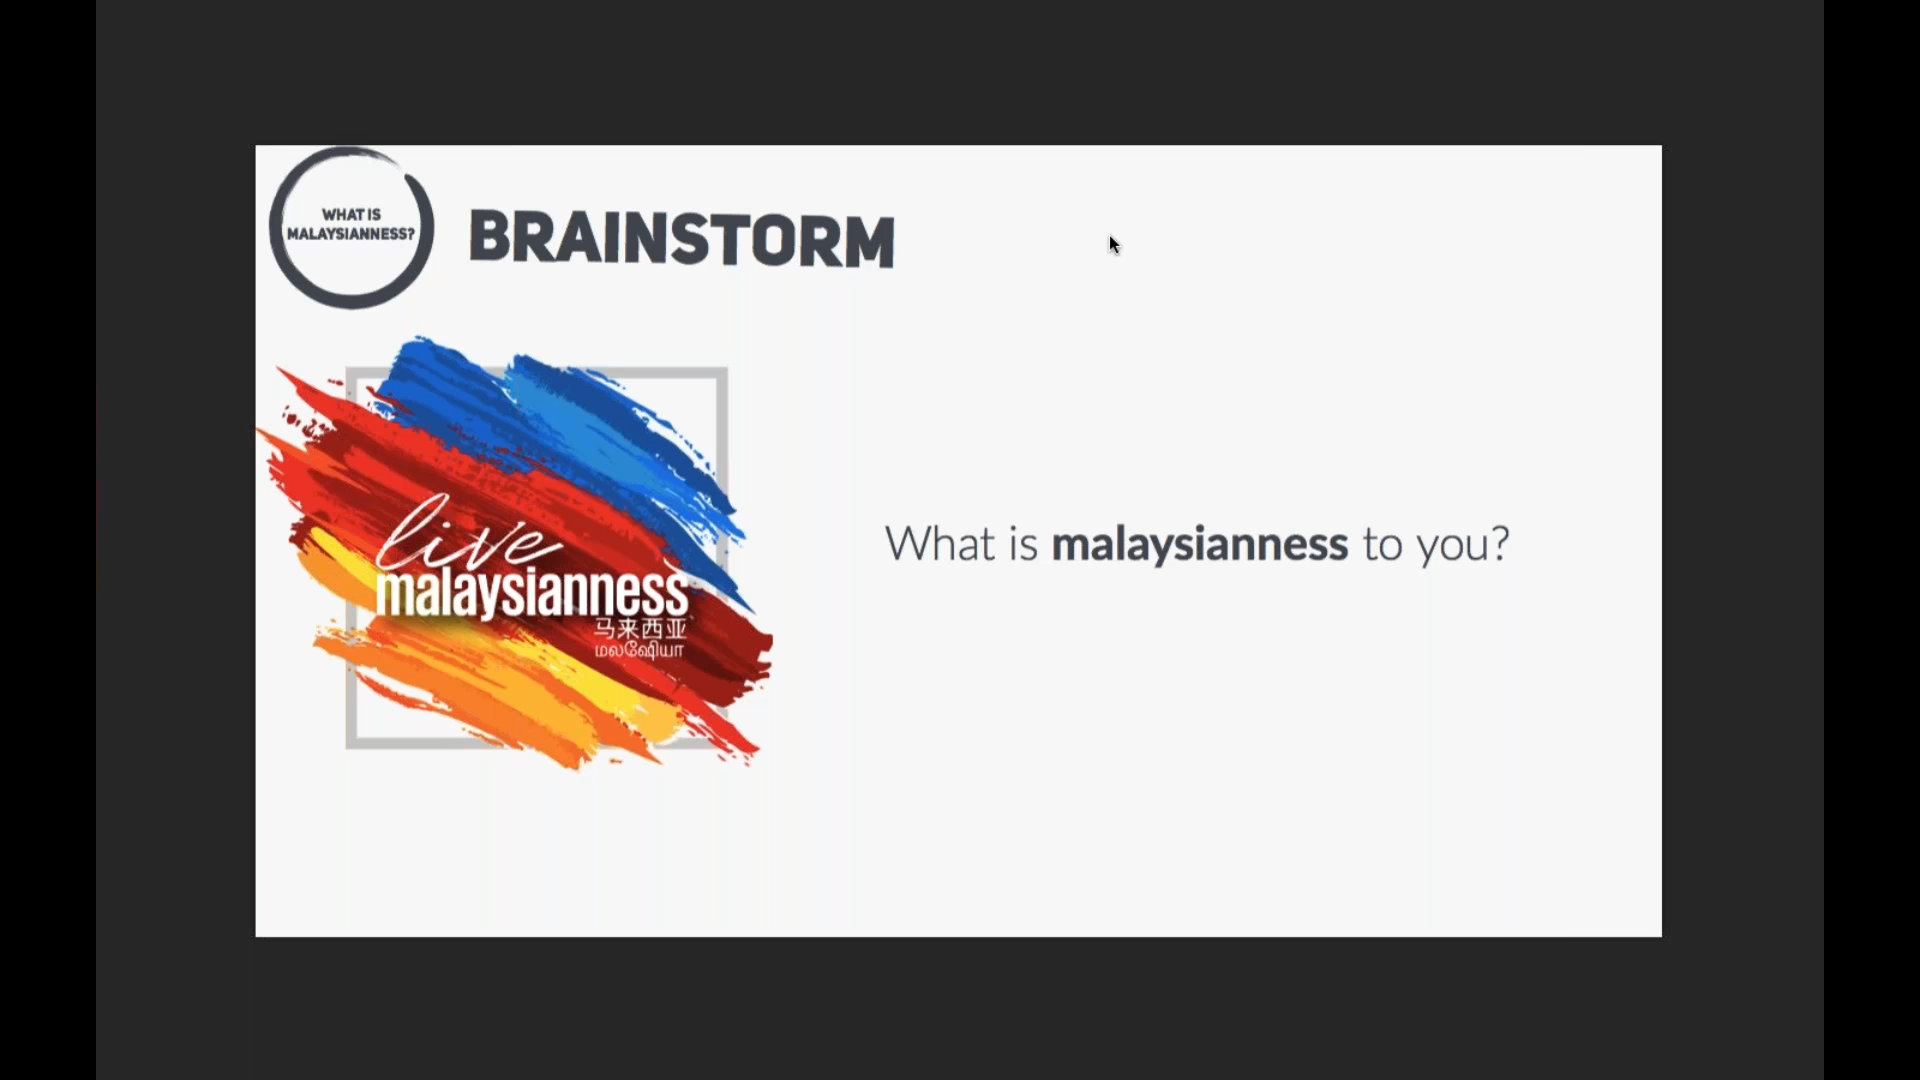 WHAT IS
MALAYSIANNESS?
BRAINSTORM
live
malaysianness
马来西亚
மலேஷியா
What is malaysianness to you?